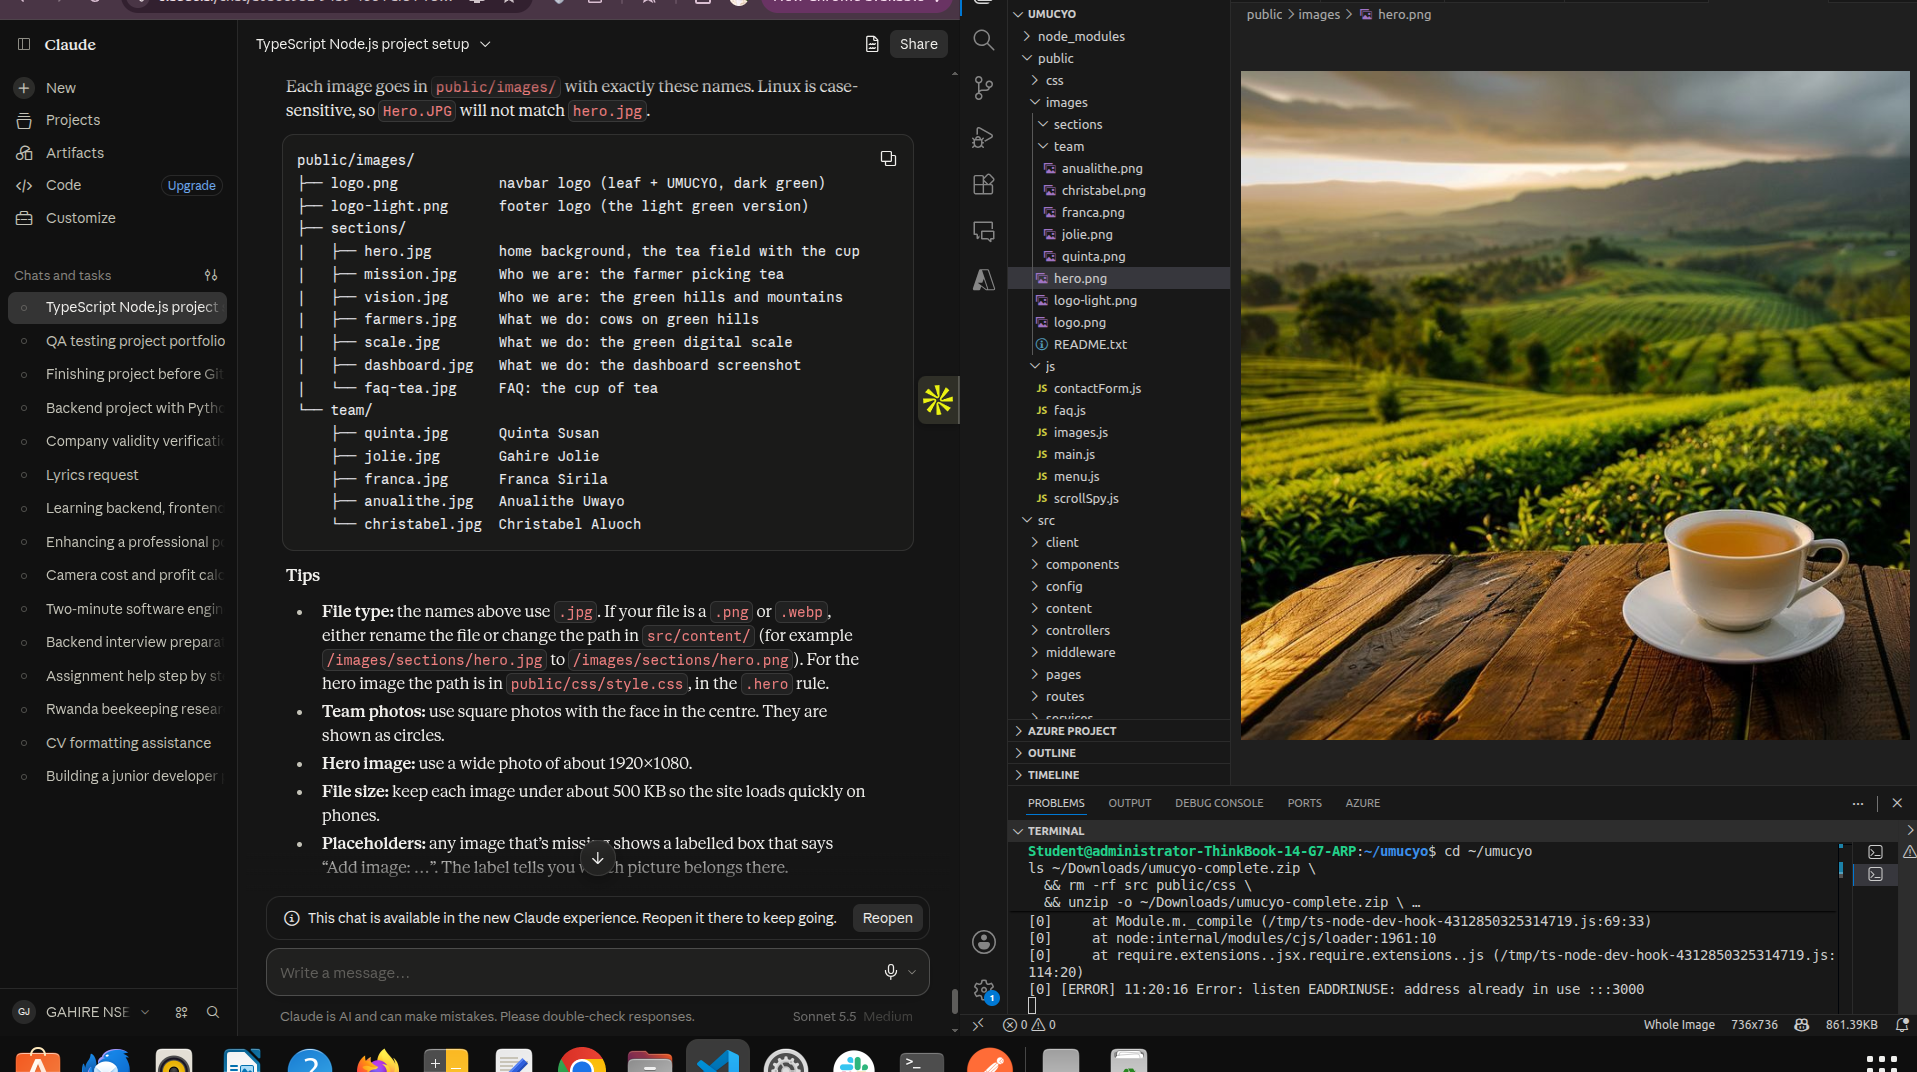 Claude
New
Projects
Artifacts
Code
Upgrade
Customize
Chats and tasks
TypeScript Node.js project
QA testing project portfolio
Finishing project before Git
Backend project with Pytho
Company validity verificati
Lyrics request
Learning backend, frontend
Enhancing a professional p
Camera cost and profit calc
Two-minute software engin
Backend interview preparat
Assignment help step by st
Rwanda beekeeping resear
CV formatting assistance
Building a junior developer
GJ
GAHIRE NSE
TypeScript Node.js project setup
Share
Each image goes in public/images/ with exactly these names. Linux is case-
sensitive, so Hero.JPG will not match hero.jpg.
public/images/
├── logo.png navbar logo (leaf + UMUCYO, dark green)
├── logo-light.png footer logo (the light green version)
├── sections/
│ ├── hero.jpg home background, the tea field with the cup
│ ├── mission.jpg Who we are: the farmer picking tea
│ ├── vision.jpg Who we are: the green hills and mountains
│ ├── farmers.jpg What we do: cows on green hills
│ ├── scale.jpg What we do: the green digital scale
│ ├── dashboard.jpg What we do: the dashboard screenshot
│ └── faq-tea.jpg FAQ: the cup of tea
└── team/
├── quinta.jpg Quinta Susan
├── jolie.jpg Gahire Jolie
├── franca.jpg Franca Sirila
├── anualithe.jpg Anualithe Uwayo
└── christabel.jpg Christabel Aluoch
Tips
• File type: the names above use .jpg. If your file is a .png or .webp,
either rename the file or change the path in src/content/ (for example
/images/sections/hero.jpg to /images/sections/hero.png). For the
hero image the path is in public/css/style.css, in the .hero rule.
• Team photos: use square photos with the face in the centre. They are
shown as circles.
• Hero image: use a wide photo of about 1920×1080.
• File size: keep each image under about 500 KB so the site loads quickly on
phones.
• Placeholders: any image that's missing shows a labelled box that says
“Add image: …”. The label tells you which picture belongs there.
This chat is available in the new Claude experience. Reopen it there to keep going.
Reopen
Write a message...
Claude is AI and can make mistakes. Please double-check responses.
Sonnet 5.5 Medium
UMUCYO
node_modules
public
css
images
sections
team
anualithe.png
christabel.png
franca.png
jolie.png
quinta.png
hero.png
logo-light.png
logo.png
README.txt
js
JS contactForm.js
JS faq.js
JS images.js
JS main.js
JS menu.js
JS scrollSpy.js
src
client
components
config
content
controllers
middleware
pages
routes
services
AZURE PROJECT
OUTLINE
TIMELINE
1
public > images > hero.png
PROBLEMS OUTPUT DEBUG CONSOLE PORTS AZURE
TERMINAL
Student@administrator-ThinkBook-14-G7-ARP:~/umucyo$ cd ~/umucyo
ls ~/Downloads/umucyo-complete.zip \
&& rm -rf src public/css \
&& unzip -o ~/Downloads/umucyo-complete.zip \ …
[0] at Module.m._compile (/tmp/ts-node-dev-hook-4312850325314719.js:69:33)
[0] at node:internal/modules/cjs/loader:1961:10
[0] at require.extensions..jsx.require.extensions..js (/tmp/ts-node-dev-hook-4312850325314719.js:
114:20)
[0] [ERROR] 11:20:16 Error: listen EADDRINUSE: address already in use :::3000
0 0
Whole Image 736x736 861.39KB